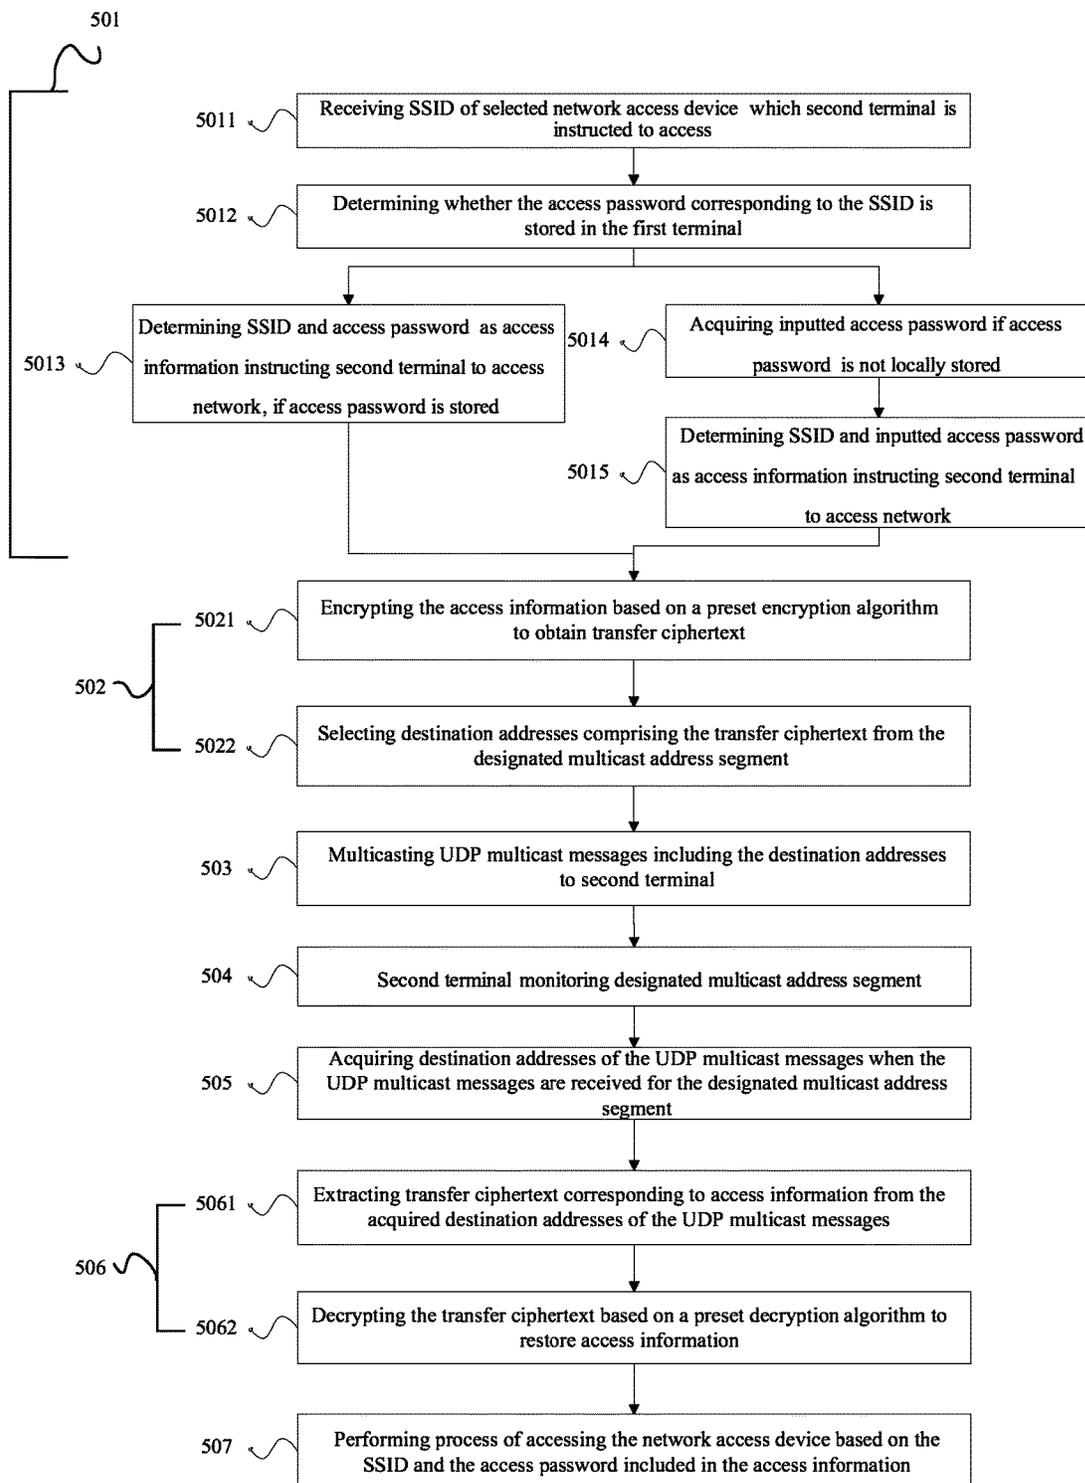 501
5011
Receiving SSID of selected network access device which second terminal is
instructed to access
5012
Determining whether the access password corresponding to the SSID is
stored in the first terminal
5013
Determining SSID and access password as access
information instructing second terminal to access
network, if access password is stored
5014
Acquiring inputted access password if access
password is not locally stored
5015
Determining SSID and inputted access password
as access information instructing second terminal
to access network
502
5021
Encrypting the access information based on a preset encryption algorithm
to obtain transfer ciphertext
5022
Selecting destination addresses comprising the transfer ciphertext from the
designated multicast address segment
503
Multicasting UDP multicast messages including the destination addresses
to second terminal
504
Second terminal monitoring designated multicast address segment
505
Acquiring destination addresses of the UDP multicast messages when the
UDP multicast messages are received for the designated multicast address
segment
506
5061
Extracting transfer ciphertext corresponding to access information from the
acquired destination addresses of the UDP multicast messages
5062
Decrypting the transfer ciphertext based on a preset decryption algorithm to
restore access information
507
Performing process of accessing the network access device based on the
SSID and the access password included in the access information